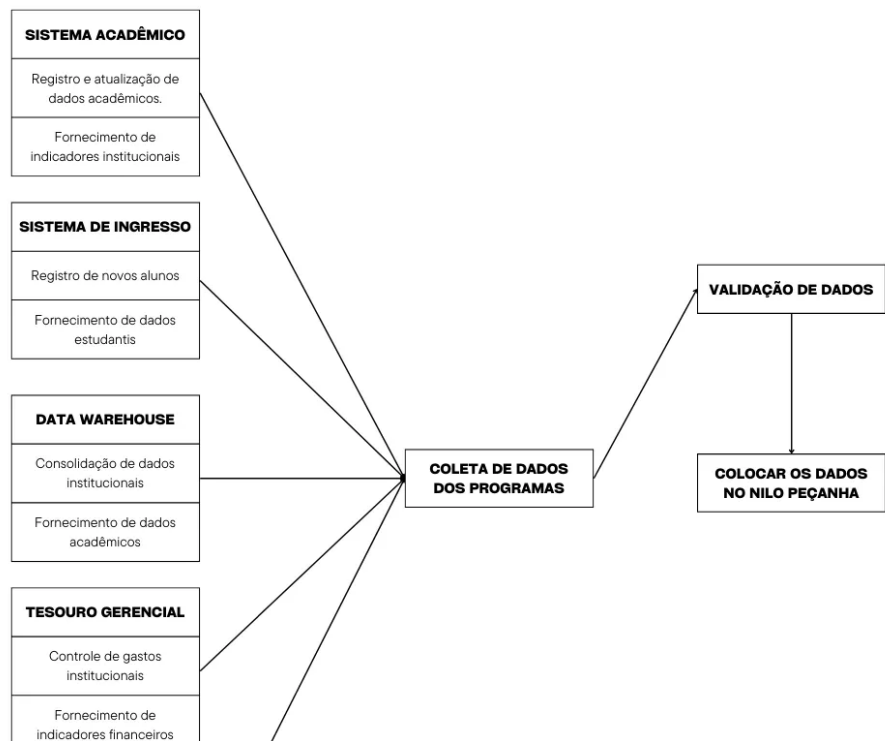 SISTEMA ACADÊMICO
Registro e atualização de
dados acadêmicos.
Fornecimento de
indicadores institucionais
SISTEMA DE INGRESSO
Registro de novos alunos
Fornecimento de dados
estudantis
DATA WAREHOUSE
Consolidação de dados
institucionais
Fornecimento de dados
acadêmicos
TESOURO GERENCIAL
Controle de gastos
institucionais
Fornecimento de
indicadores financeiros
COLETA DE DADOS
DOS PROGRAMAS
VALIDAÇÃO DE DADOS
COLOCAR OS DADOS
NO NILO PEÇANHA